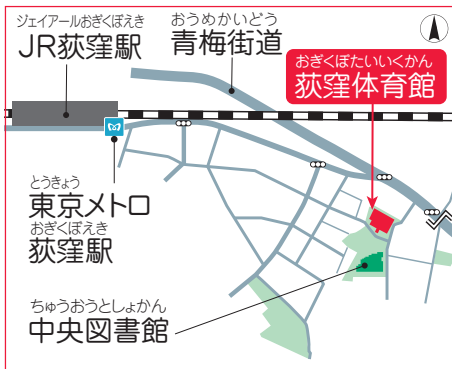 ジェイアールおぎくぼえき
JR荻窪駅
おうめかいどう
青梅街道
おぎくぼたいいくかん
荻窪体育館
とうきょう
東京メトロ
おぎくぼえき
荻窪駅
ちゅうおうとしょかん
中央図書館